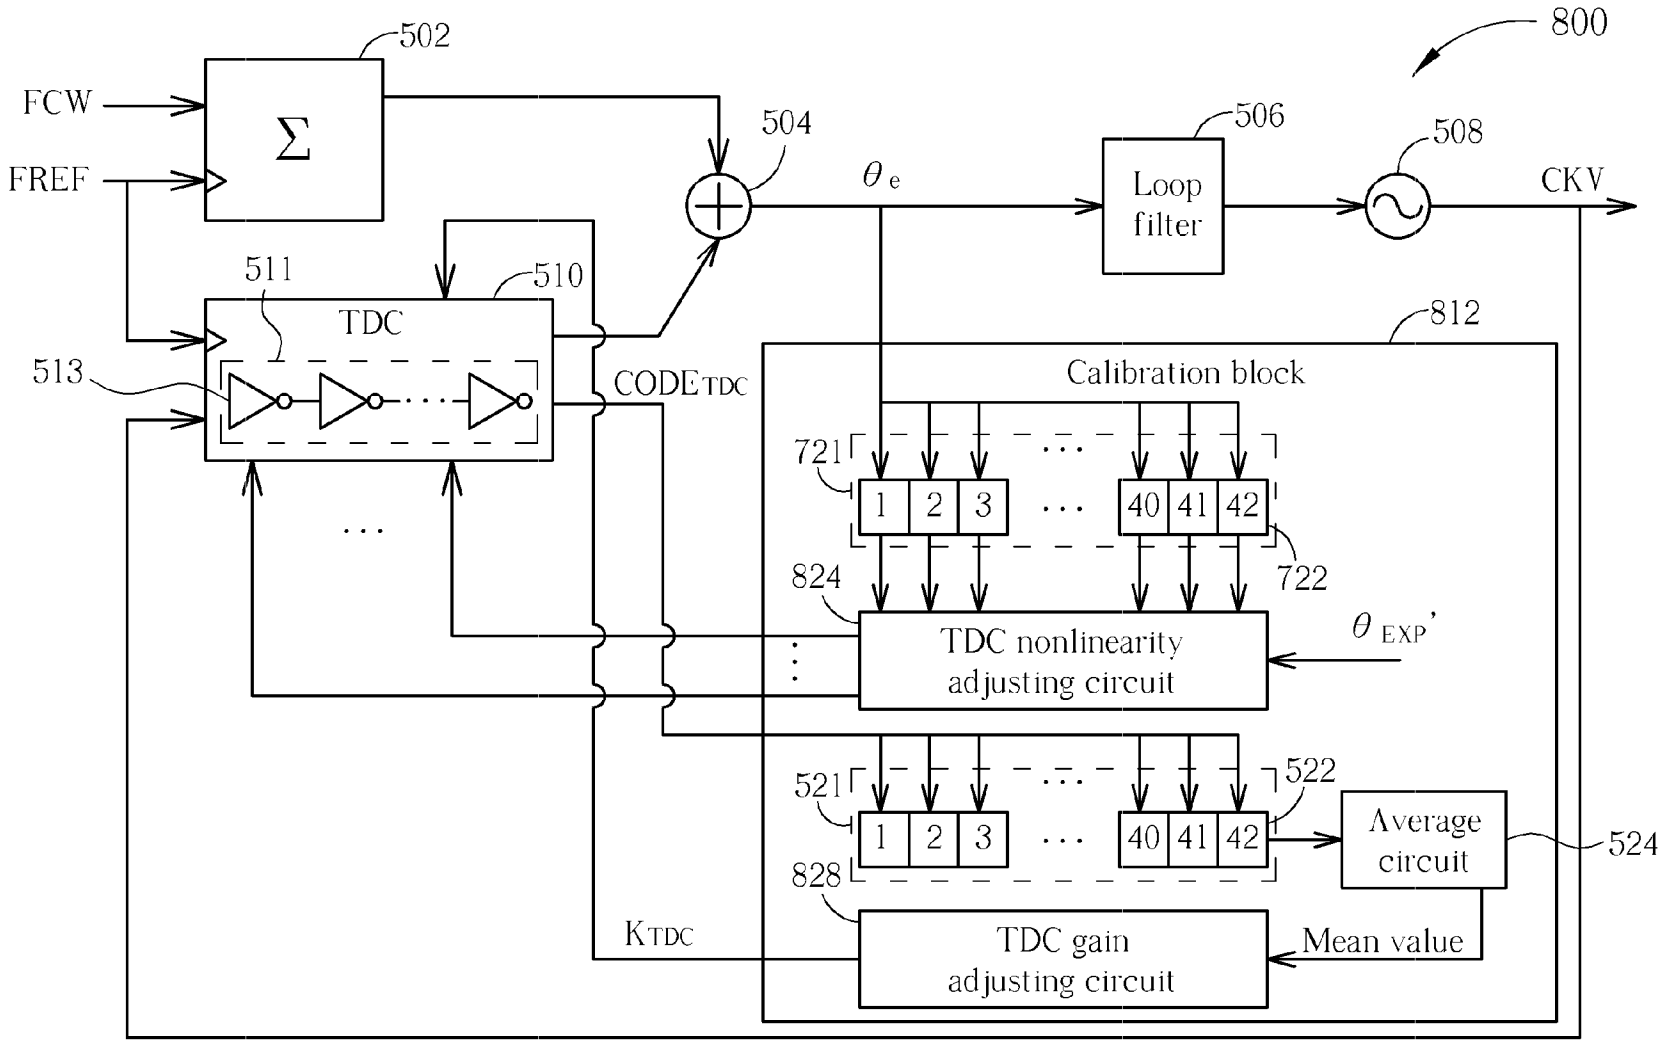 800
502
FCW
Σ
FREF
504
θe
506
Loop
filter
508
CKV
511
510
TDC
513
CODETDC
812
Calibration block
721
1 2 3 ··· 40 41 42
722
824
TDC nonlinearity
adjusting circuit
θEXP'
521
1 2 3 ··· 40 41 42
522
Average
circuit
524
828
KTDC
TDC gain
adjusting circuit
Mean value